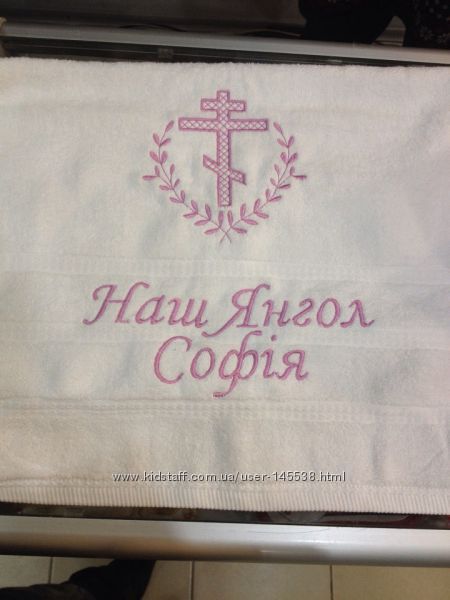 Наш Янгол
Софія
www.kidstaff.com.ua/user-145538.html